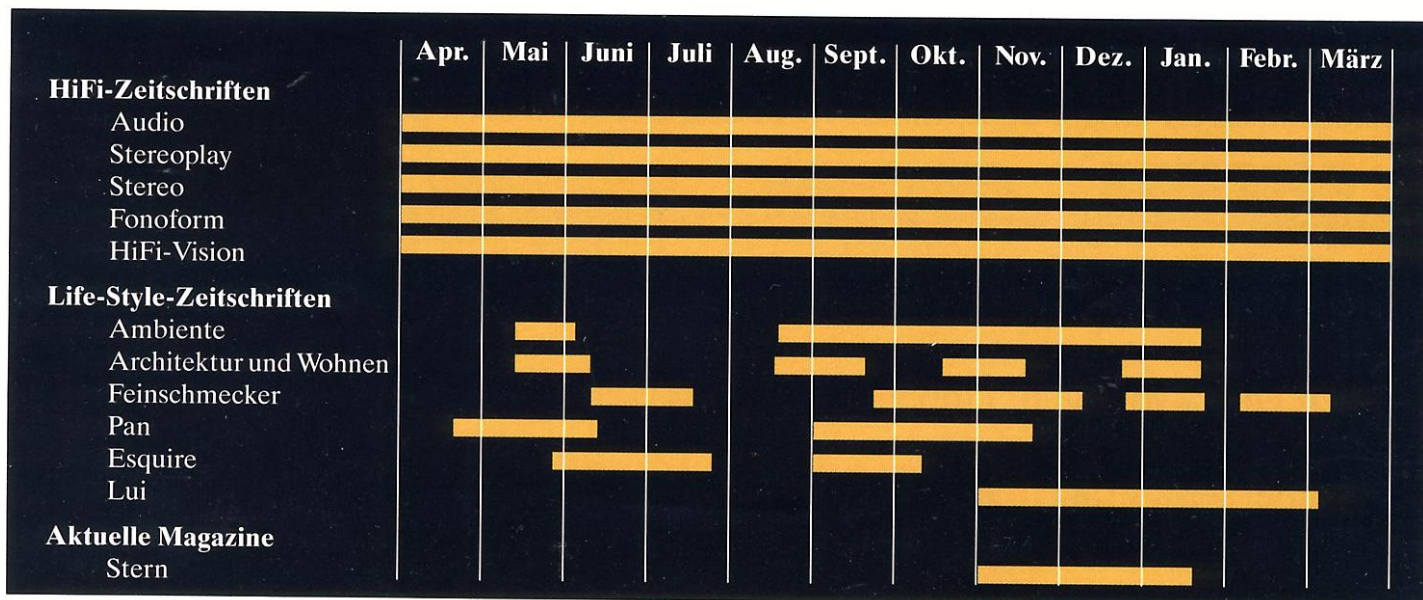 Apr. Mai Juni Juli Aug. Sept. Okt. Nov. Dez. Jan. Febr. März
HiFi-Zeitschriften
Audio
Stereoplay
Stereo
Fonoform
HiFi-Vision
Life-Style-Zeitschriften
Ambiente
Architektur und Wohnen
Feinschmecker
Pan
Esquire
Lui
Aktuelle Magazine
Stern